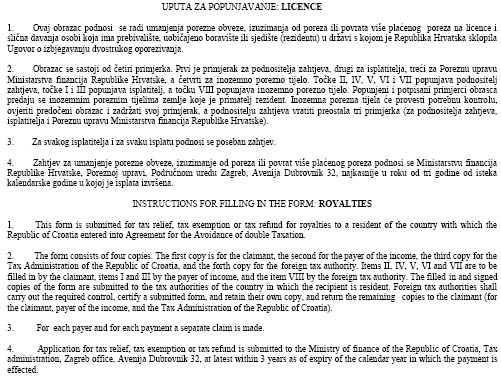 UPUTA ZA POPUNJAVANJE: LICENCE
1. Ovaj obrazac podnosi se radi umanjenja porezne obveze, izuzimanja od poreza ili povrata više plaćenog poreza na licence i
slična davanja osobi koja ima prebivalište, uobičajeno boravište ili sjedište (rezidentu) u državi s kojom je Republika Hrvatska sklopila
Ugovor o izbjegavanju dvostrukog oporezivanja.
2. Obrazac se sastoji od četiri primjerka. Prvi je primjerak za podnositelja zahtjeva, drugi za isplatitelja, treći za Poreznu upravu
Ministarstva financija Republike Hrvatske, a četvrti za inozemno porezno tijelo. Točke II, IV, V, VI i VII popunjava podnositelj
zahtjeva, točke I i III popunjava isplatitelj, a točku VIII popunjava inozemno porezno tijelo. Popunjeni i potpisani primjerci obrasca
predaju se inozemnom poreznim tijelima zemlje koje je primatelj rezident. Inozemna porezna tijela će provesti potrebnu kontrolu,
ovjeriti predočeni obrazac i zadržati svoj primjerak, a podnositelju zahtjeva vratiti preostala tri primjerka (za podnositelja zahtjeva,
isplatitelja i Poreznu upravu Ministarstva financija Republike Hrvatske).
3. Za svakog isplatitelja i za svaku isplatu podnosi se poseban zahtjev.
4. Zahtjev za umanjenje porezne obveze, izuzimanje od poreza ili povrat više plaćenog poreza podnosi se Ministarstvu financija
Republike Hrvatske, Poreznoj upravi, Područnom uredu Zagreb, Avenija Dubrovnik 32, najkasnije u roku od tri godine od isteka
kalendarske godine u kojoj je isplata izvršena.
INSTRUCTIONS FOR FILLING IN THE FORM: ROYALTIES
1. This form is submitted for tax relief, tax exemption or tax refund for royalties to a resident of the country with which the
Republic of Croatia entered into Agreement for the Avoidance of double Taxation.
2. The form consists of four copies. The first copy is for the claimant, the second for the payer of the income, the third copy for the
Tax Administration of the Republic of Croatia, and the forth copy for the foreign tax authority. Items II, IV, V, VI and VII are to be
filled in by the claimant, items I and III by the payer of income, and the item VIII by the foreign tax authority. The filled in and signed
copies of the form are submitted to the tax authorities of the country in which the recipient is resident. Foreign tax authorities shall
carry out the required control, certify a submitted form, and retain their own copy, and return the remaining copies to the claimant (for
the claimant, payer of the income, and the Tax Administration of the Republic of Croatia).
3. For each payer and for each payment a separate claim is made.
4. Application for tax relief, tax exemption or tax refund is submitted to the Ministry of finance of the Republic of Croatia, Tax
administration, Zagreb office, Avenija Dubrovnik 32, at latest within 3 years as of expiry of the calendar year in which the payment is
effected.